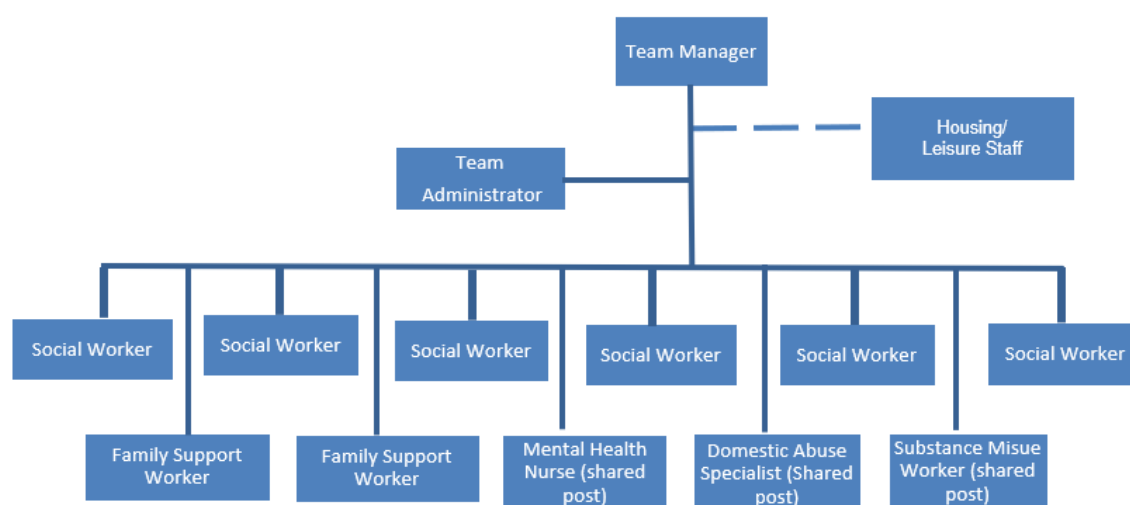 Team Manager
Housing/
Leisure Staff
Team
Administrator
Social Worker
Social Worker
Social Worker
Social Worker
Social Worker
Social Worker
Family Support
Worker
Family Support
Worker
Mental Health
Nurse (shared
post)
Domestic Abuse
Specialist (Shared
post)
Substance Misue
Worker (shared
post)